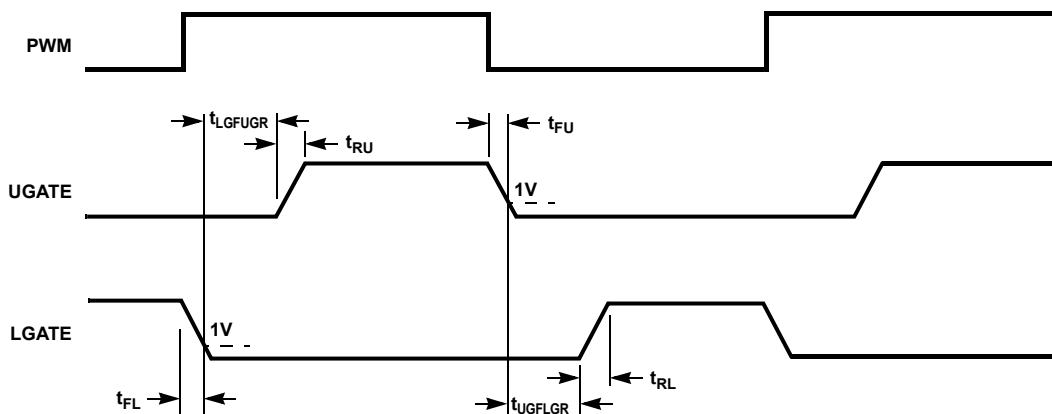 PWM
tLGFUGR
tRU
tFU
UGATE
1V
LGATE
1V
tFL
tUGFLGR
tRL